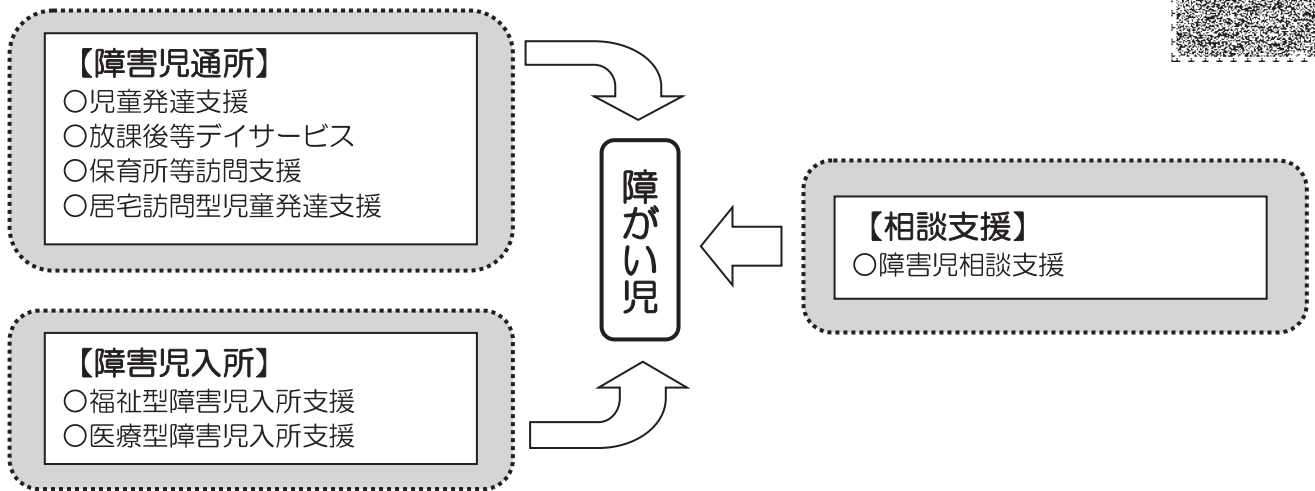 【障害児通所】
○児童発達支援
○放課後等デイサービス
○保育所等訪問支援
○居宅訪問型児童発達支援
障がい児
【相談支援】
○障害児相談支援
【障害児入所】
○福祉型障害児入所支援
○医療型障害児入所支援